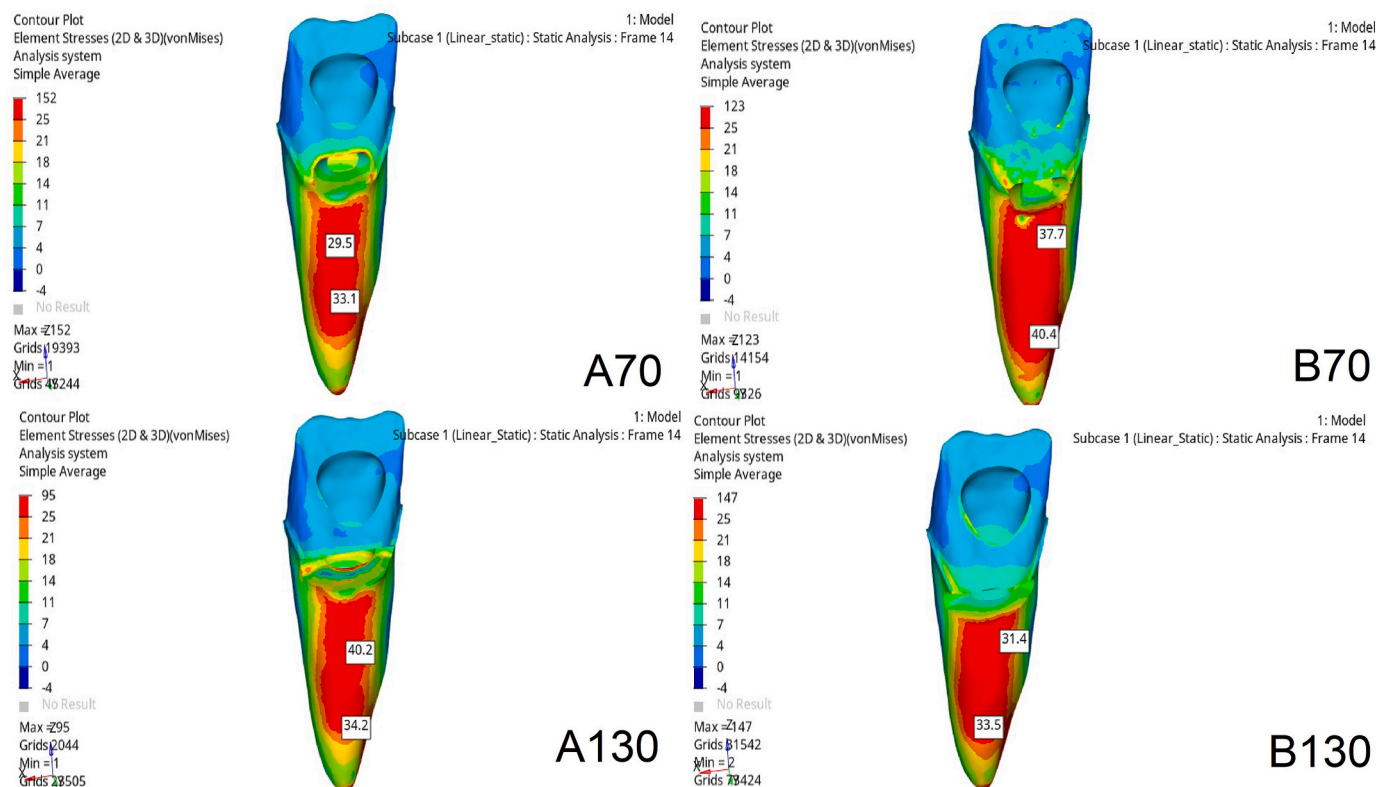 Contour Plot
Element Stresses (2D & 3D)(vonMises)
Analysis system
Simple Average
1: Model
Subcase 1 (Linear_static) : Static Analysis : Frame 14
152
25
21
18
14
11
7
4
0
-4
No Result
Max = 152
Grids 19393
Min = 1
Z
X
29.5
33.1
A70
Contour Plot
Element Stresses (2D & 3D)(vonMises)
Analysis system
Simple Average
1: Model
Subcase 1 (Linear_static) : Static Analysis : Frame 14
123
25
21
18
14
11
7
4
0
-4
No Result
Max = 123
Grids 14154
Min = 1
Z
X
37.7
40.4
B70
Contour Plot
Element Stresses (2D & 3D)(vonMises)
Analysis system
Simple Average
1: Model
Subcase 1 (Linear_Static) : Static Analysis : Frame 14
95
25
21
18
14
11
7
4
0
-4
No Result
Max = 95
Grids 2044
Min = 1
Z
X
40.2
34.2
A130
Contour Plot
Element Stresses (2D & 3D)(vonMises)
Analysis system
Simple Average
1: Model
Subcase 1 (Linear_Static) : Static Analysis : Frame 14
147
25
21
18
14
11
7
4
0
-4
No Result
Max = 147
Grids 31542
Min = 2
Z
X
31.4
33.5
B130